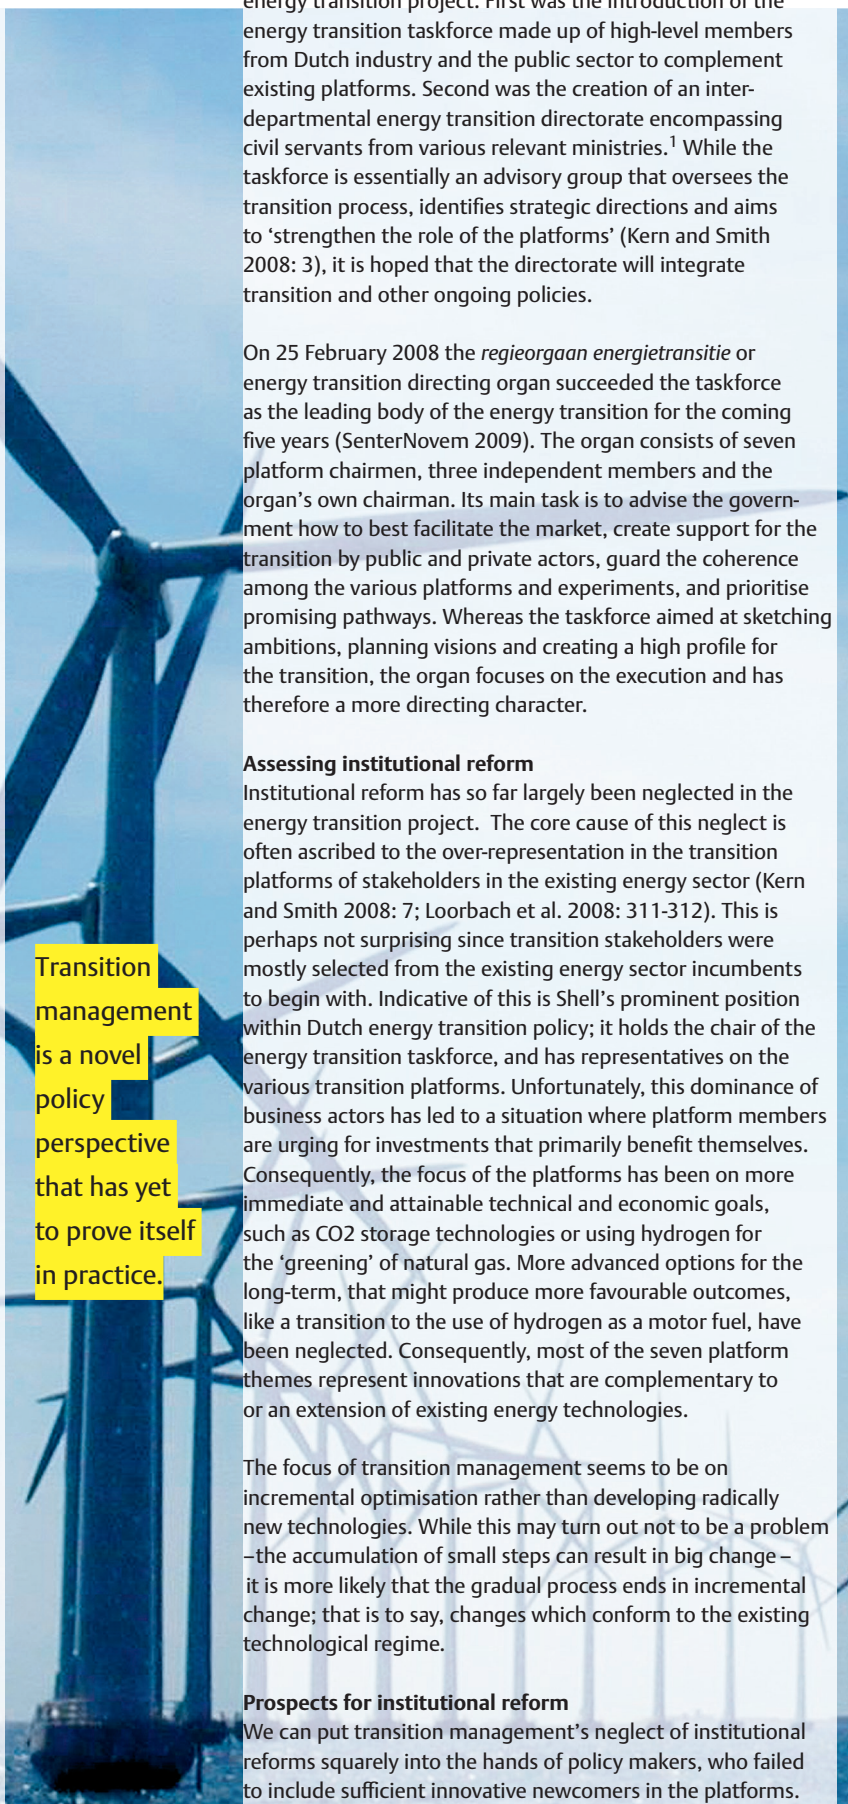 energy transition project. First was the introduction of the
energy transition taskforce made up of high-level members
from Dutch industry and the public sector to complement
existing platforms. Second was the creation of an inter-
departmental energy transition directorate encompassing
civil servants from various relevant ministries.1 While the
taskforce is essentially an advisory group that oversees the
transition process, identifies strategic directions and aims
to ‘strengthen the role of the platforms’ (Kern and Smith
2008: 3), it is hoped that the directorate will integrate
transition and other ongoing policies.

On 25 February 2008 the regieorgaan energietransitie or
energy transition directing organ succeeded the taskforce
as the leading body of the energy transition for the coming
five years (SenterNovem 2009). The organ consists of seven
platform chairmen, three independent members and the
organ’s own chairman. Its main task is to advise the govern-
ment how to best facilitate the market, create support for the
transition by public and private actors, guard the coherence
among the various platforms and experiments, and prioritise
promising pathways. Whereas the taskforce aimed at sketching
ambitions, planning visions and creating a high profile for
the transition, the organ focuses on the execution and has
therefore a more directing character.

Assessing institutional reform
Institutional reform has so far largely been neglected in the
energy transition project.  The core cause of this neglect is
often ascribed to the over-representation in the transition
platforms of stakeholders in the existing energy sector (Kern
and Smith 2008: 7; Loorbach et al. 2008: 311-312). This is
perhaps not surprising since transition stakeholders were
mostly selected from the existing energy sector incumbents
to begin with. Indicative of this is Shell’s prominent position
within Dutch energy transition policy; it holds the chair of the
energy transition taskforce, and has representatives on the
various transition platforms. Unfortunately, this dominance of
business actors has led to a situation where platform members
are urging for investments that primarily benefit themselves.
Consequently, the focus of the platforms has been on more
immediate and attainable technical and economic goals,
such as CO2 storage technologies or using hydrogen for
the ‘greening’ of natural gas. More advanced options for the
long-term, that might produce more favourable outcomes,
like a transition to the use of hydrogen as a motor fuel, have
been neglected. Consequently, most of the seven platform
themes represent innovations that are complementary to
or an extension of existing energy technologies.

The focus of transition management seems to be on
incremental optimisation rather than developing radically
new technologies. While this may turn out not to be a problem
–the accumulation of small steps can result in big change –
it is more likely that the gradual process ends in incremental
change; that is to say, changes which conform to the existing
technological regime.

Prospects for institutional reform
We can put transition management’s neglect of institutional
reforms squarely into the hands of policy makers, who failed
to include sufficient innovative newcomers in the platforms.

Transition
management
is a novel
policy
perspective
that has yet
to prove itself
in practice.